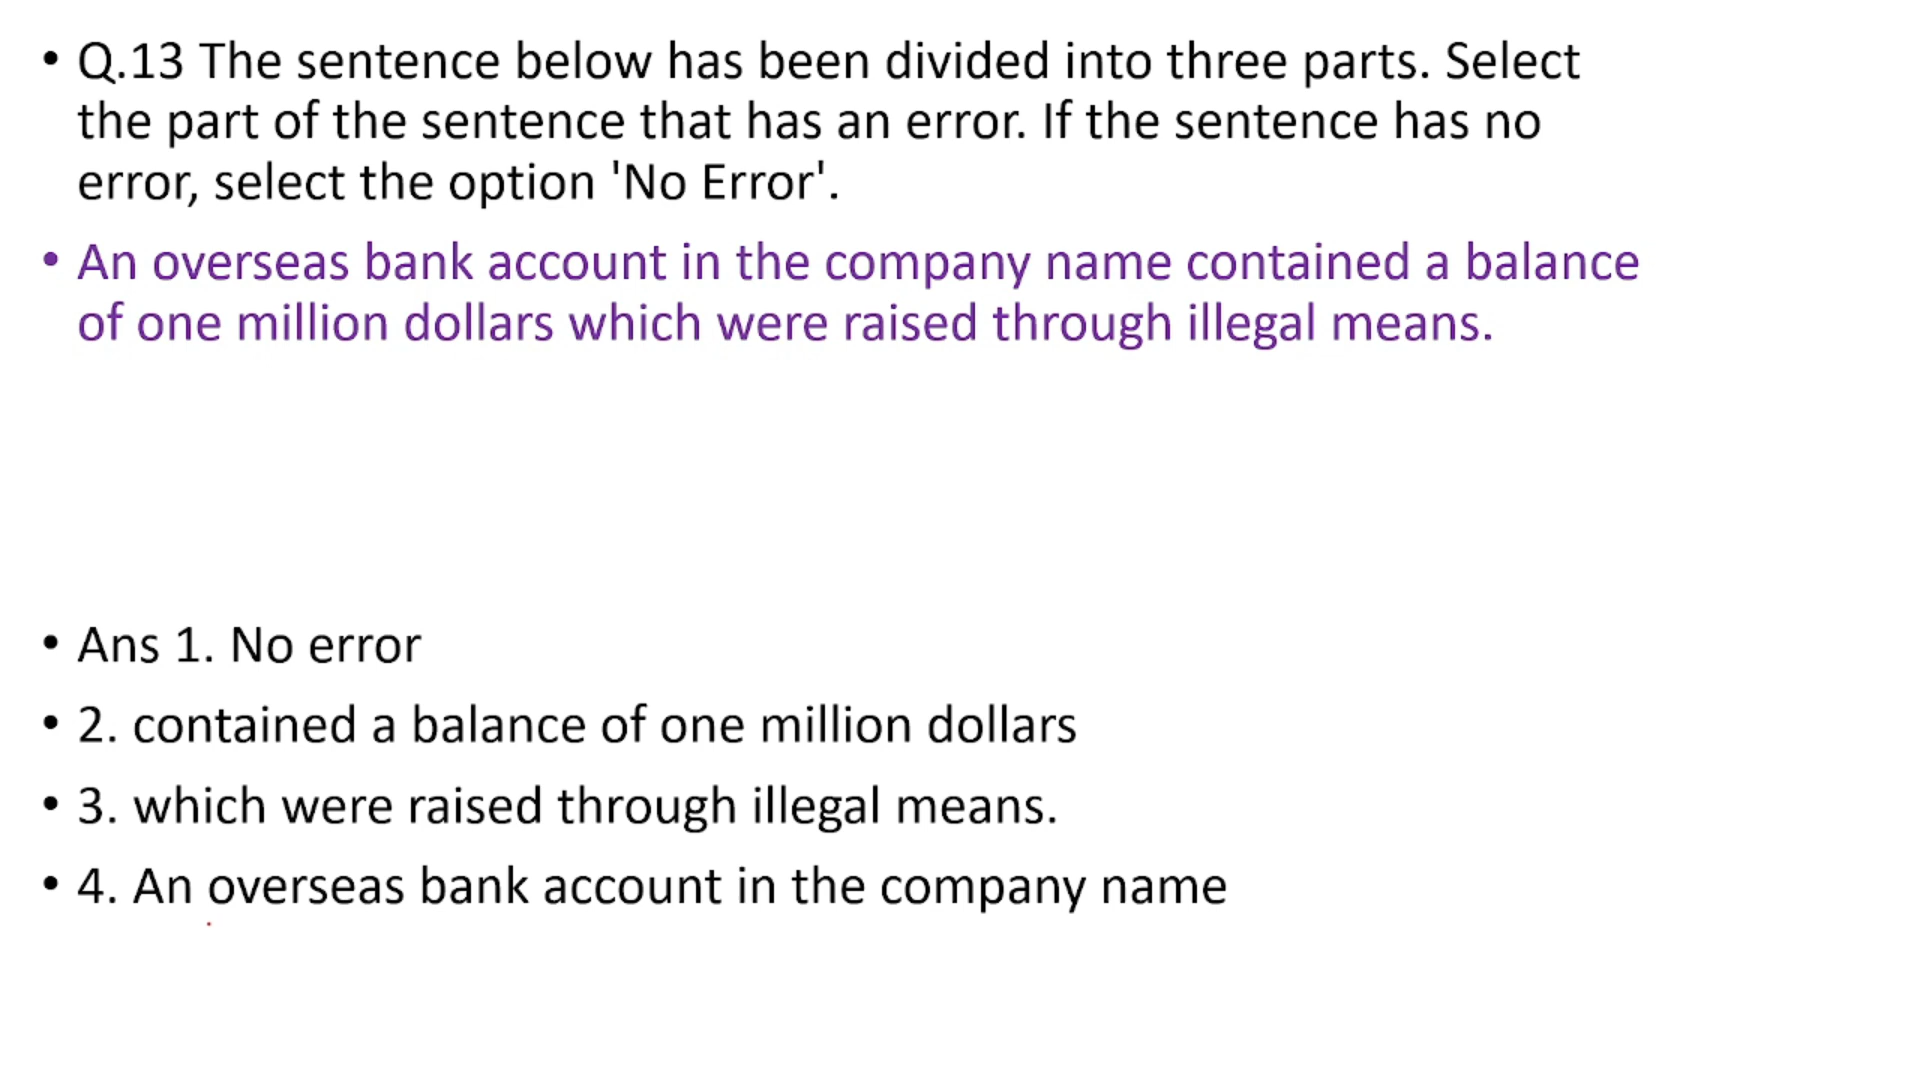 • Q.13 The sentence below has been divided into three parts. Select
the part of the sentence that has an error. If the sentence has no
error, select the option 'No Error'.
• An overseas bank account in the company name contained a balance
of one million dollars which were raised through illegal means.
• Ans 1. No error
• 2. contained a balance of one million dollars
• 3. which were raised through illegal means.
• 4. An overseas bank account in the company name